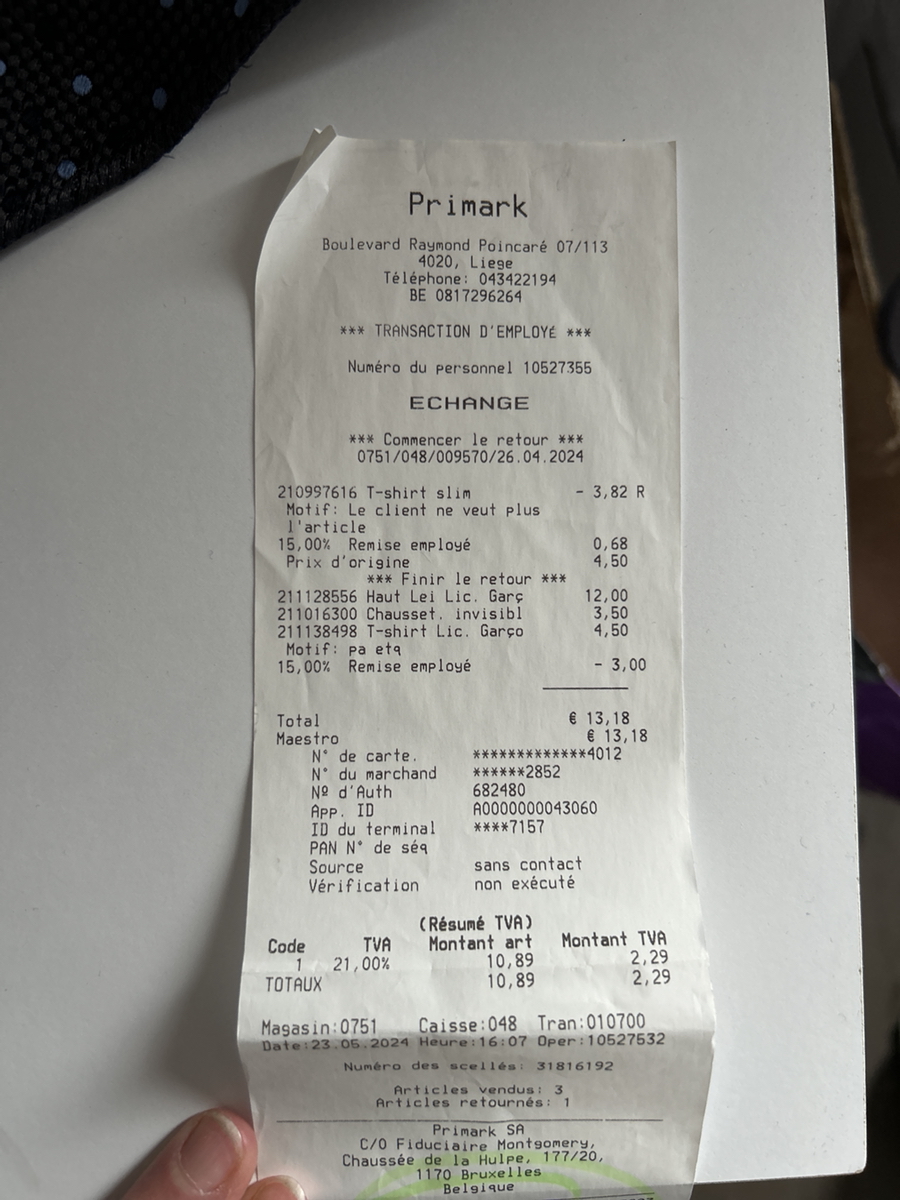 Primark
Boulevard Raymond Poincaré 07/113
4020, Liege
Téléphone: 043422194
BE 0817296264
*** TRANSACTION D'EMPLOYÉ ***
Numéro du personnel 10527355
ECHANGE
*** Commencer le retour ***
0751/048/009570/26.04.2024
210997616 T-shirt slim - 3,82 R
Motif: Le client ne veut plus
l'article
15,00% Remise employé 0,68
Prix d'origine 4,50
*** Finir le retour ***
211128556 Haut Lei Lic. Garç 12,00
211016300 Chausset. invisibl 3,50
211138498 T-shirt Lic. Garço 4,50
Motif: pa etq
15,00% Remise employé - 3,00
Total € 13,18
Maestro € 13,18
N° de carte. *************4012
N° du marchand ******2852
Nº d'Auth 682480
App. ID A0000000043060
ID du terminal ****7157
PAN N° de séq
Source sans contact
Vérification non exécuté
(Résumé TVA)
Code TVA Montant art Montant TVA
1 21,00% 10,89 2,29
TOTAUX 10,89 2,29
Magasin:0751 Caisse:048 Tran:010700
Date:23.05.2024 Heure:16:07 Oper:10527532
Numéro des scellés: 31816192
Articles vendus: 3
Articles retournés: 1
Primark SA
C/O Fiduciaire Montgomery,
Chaussée de la Hulpe, 177/20,
1170 Bruxelles
Belgique